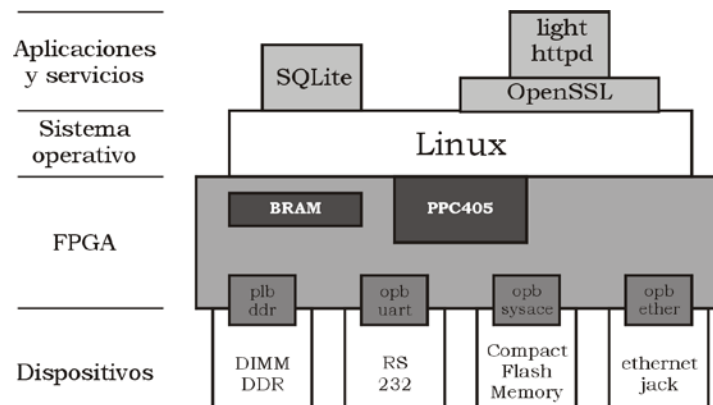 Aplicaciones
y servicios
SQLite
light
httpd
OpenSSL
Sistema
operativo
Linux
FPGA
BRAM
PPC405
plb
ddr
opb
uart
opb
sysace
opb
ether
Dispositivos
DIMM
DDR
RS
232
Compact
Flash
Memory
ethernet
jack